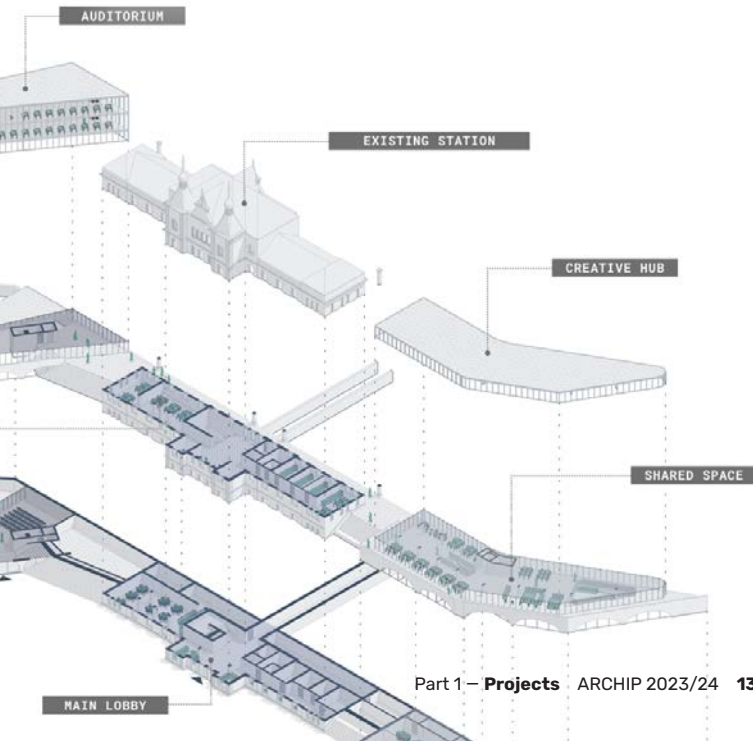 AUDITORIUM
EXISTING STATION
CREATIVE HUB
SHARED SPACE
Part 1 — Projects ARCHIP 2023/24 13
MAIN LOBBY